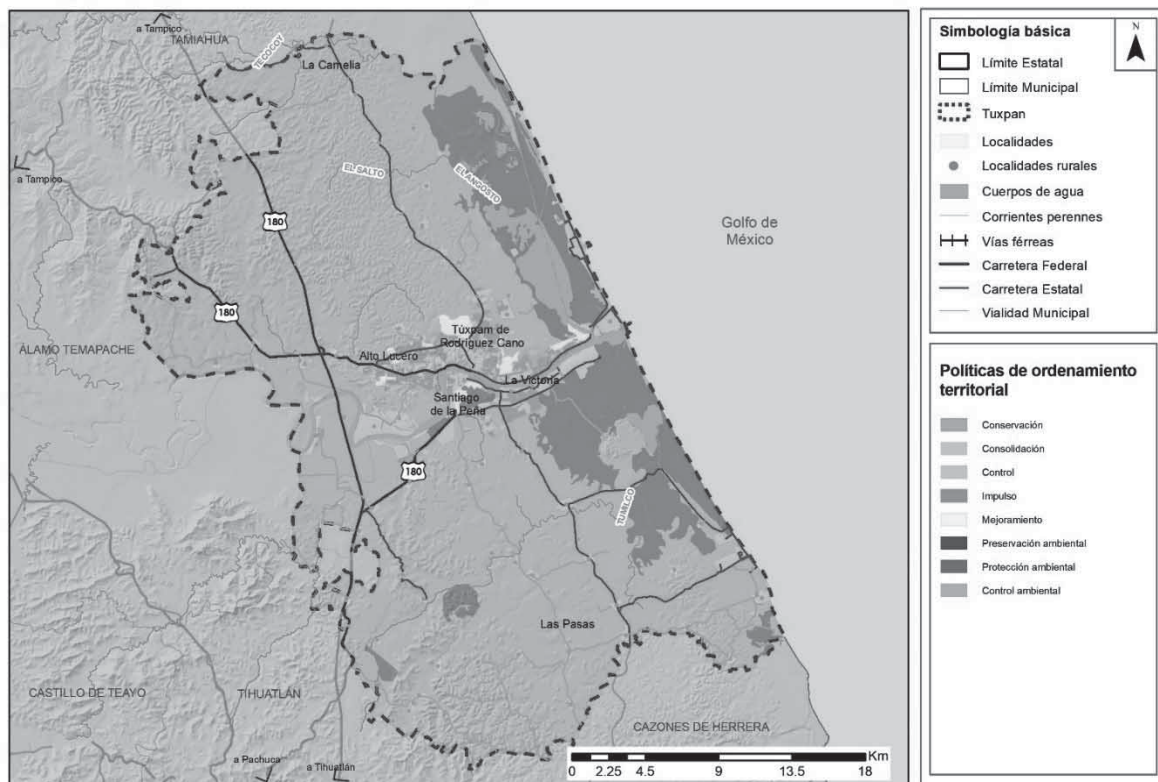 a Tampico
TAMIAHUA
TECOCOY
La Camelia
a Tampico
EL SALTO
EL ANGOSTO
180
Golfo de
México
180
Túxpam de
Rodríguez Cano
ÁLAMO TEMAPACHE
Alto Lucero
La Victoria
Santiago
de la Peña
180
TUMILCO
Las Pasas
CASTILLO DE TEAYO
TIHUATLÁN
CAZONES DE HERRERA
a Pachuca
a Tihuatlán
Km
0 2.25 4.5 9 13.5 18
Simbología básica
N
Límite Estatal
Límite Municipal
Tuxpan
Localidades
Localidades rurales
Cuerpos de agua
Corrientes perennes
Vías férreas
Carretera Federal
Carretera Estatal
Vialidad Municipal
Políticas de ordenamiento
territorial
Conservación
Consolidación
Control
Impulso
Mejoramiento
Preservación ambiental
Protección ambiental
Control ambiental